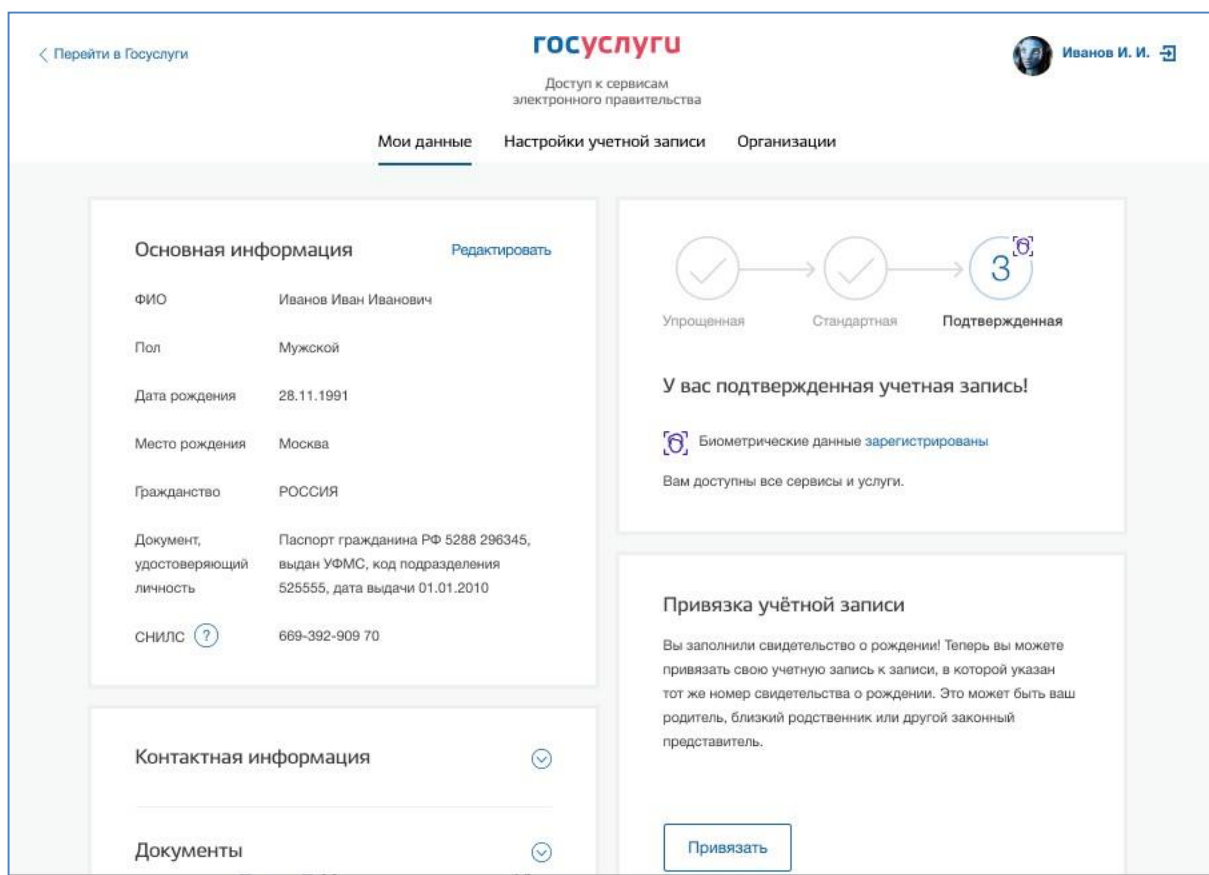 Перейти в Госуслуги
госуслуги
Иванов И. И.
Доступ к сервисам
электронного правительства
Мои данные Настройки учетной записи Организации
Основная информация Редактировать
ФИО Иванов Иван Иванович
Пол Мужской
Дата рождения 28.11.1991
Место рождения Москва
Гражданство РОССИЯ
Документ, удостоверяющий личность
Паспорт гражданина РФ 5288 296345,
выдан УФМС, код подразделения
525555, дата выдачи 01.01.2010
СНИЛС ? 669-392-909 70
Контактная информация
Документы
3
Упрощенная Стандартная Подтвержденная
У вас подтвержденная учетная запись!
Биометрические данные зарегистрированы
Вам доступны все сервисы и услуги.
Привязка учётной записи
Вы заполнили свидетельство о рождении! Теперь вы можете
привязать свою учетную запись к записи, в которой указан
тот же номер свидетельства о рождении. Это может быть ваш
родитель, близкий родственник или другой законный
представитель.
Привязать